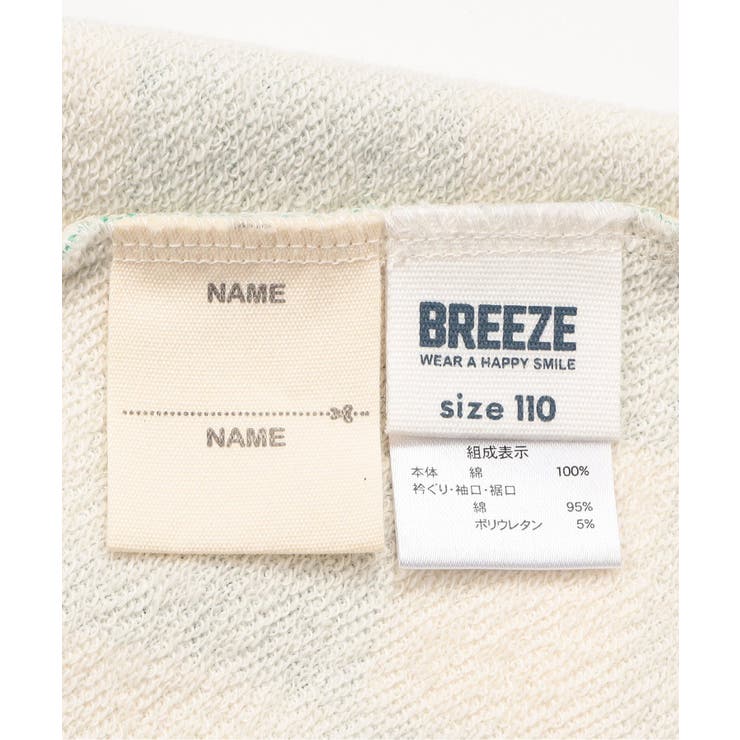 NAME
NAME
BREEZE
WEAR A HAPPY SMILE
size 110
組成表示
本体 綿 100%
衿ぐり・袖口・裾口
綿 95%
ポリウレタン 5%